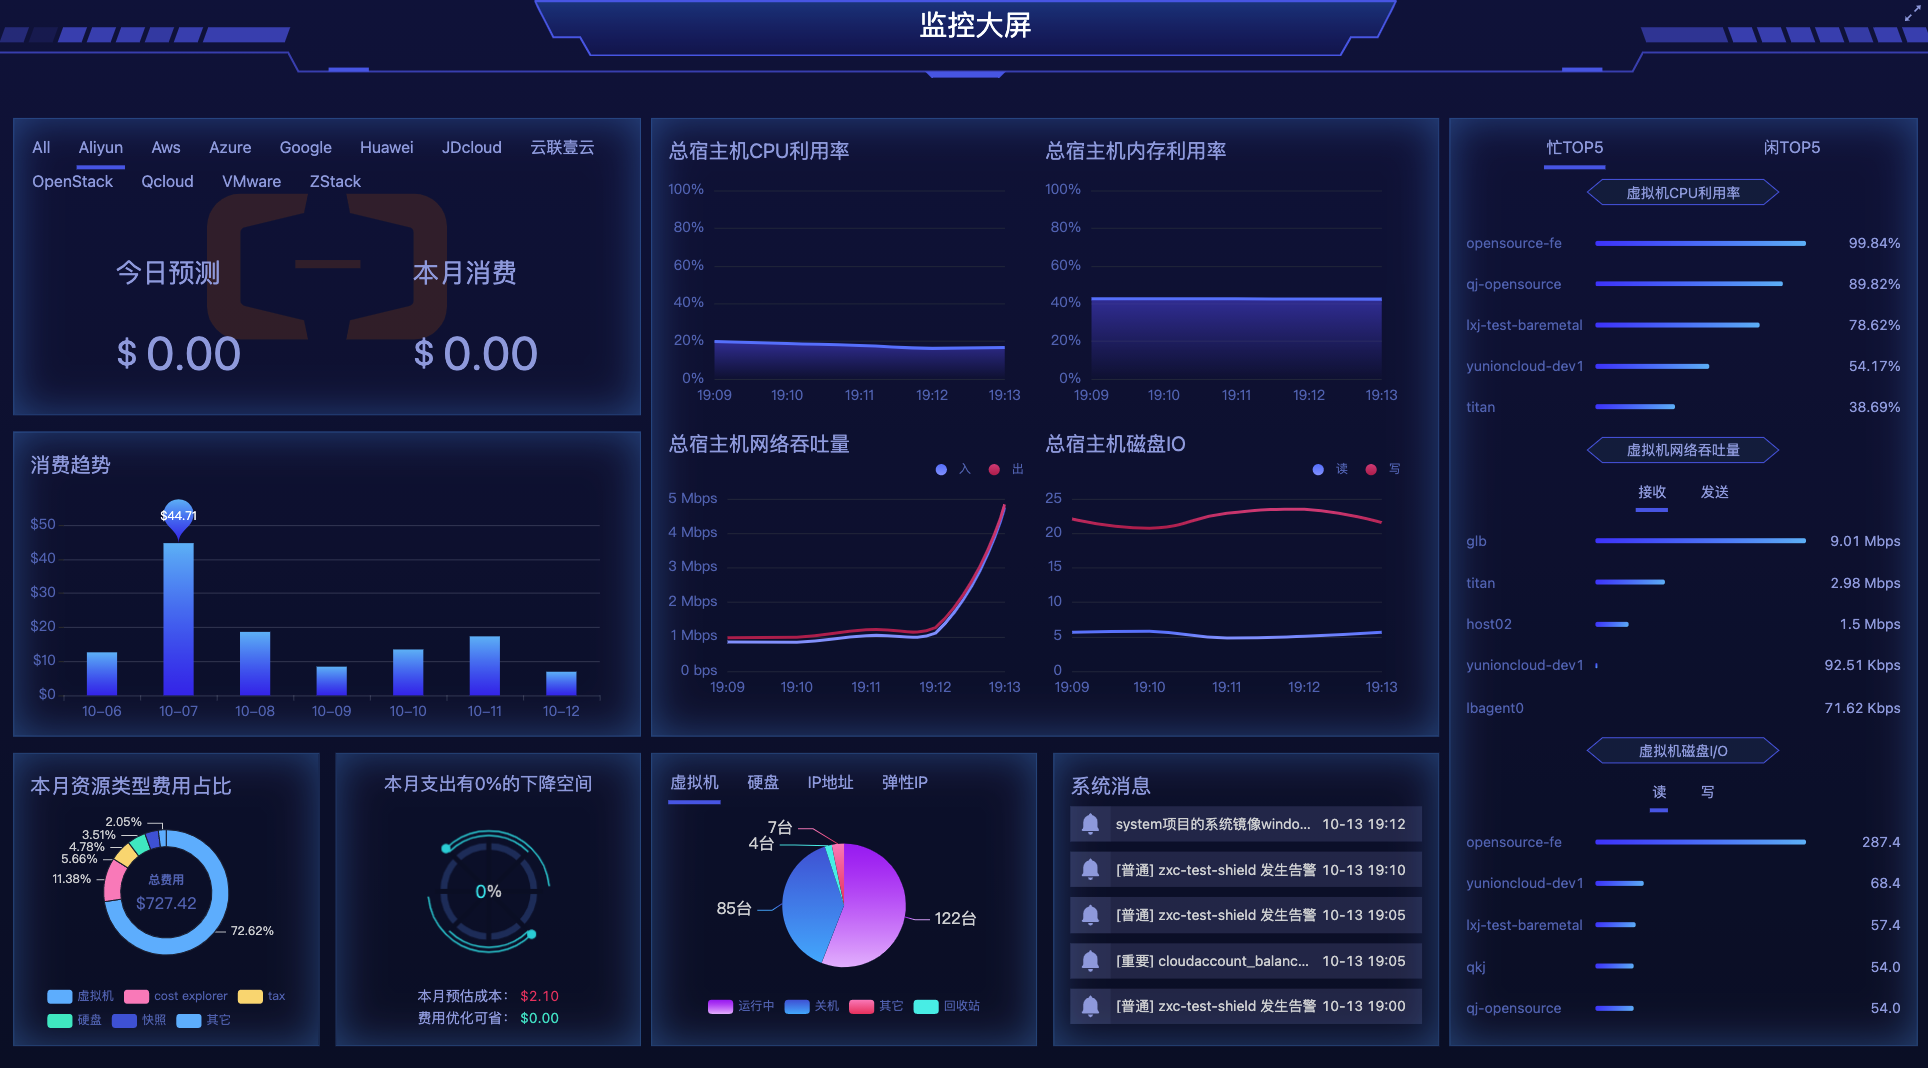 监控大屏
All Aliyun Aws Azure Google Huawei JDcloud 云联壹云
OpenStack Qcloud VMware ZStack
今日预测 本月消费
$ 0.00 $ 0.00
消费趋势
$44.71
$50
$40
$30
$20
$10
$0
10-06 10-07 10-08 10-09 10-10 10-11 10-12
总宿主机CPU利用率
100%
80%
60%
40%
20%
0%
19:09 19:10 19:11 19:12 19:13
总宿主机内存利用率
100%
80%
60%
40%
20%
0%
19:09 19:10 19:11 19:12 19:13
总宿主机网络吞吐量
入 出
5 Mbps
4 Mbps
3 Mbps
2 Mbps
1 Mbps
0 bps
19:09 19:10 19:11 19:12 19:13
总宿主机磁盘IO
读 写
25
20
15
10
5
0
19:09 19:10 19:11 19:12 19:13
忙TOP5 闲TOP5
虚拟机CPU利用率
opensource-fe 99.84%
qj-opensource 89.82%
lxj-test-baremetal 78.62%
yunioncloud-dev1 54.17%
titan 38.69%
虚拟机网络吞吐量
接收 发送
glb 9.01 Mbps
titan 2.98 Mbps
host02 1.5 Mbps
yunioncloud-dev1 92.51 Kbps
lbagent0 71.62 Kbps
虚拟机磁盘I/O
读 写
opensource-fe 287.4
yunioncloud-dev1 68.4
lxj-test-baremetal 57.4
qkj 54.0
qj-opensource 54.0
本月资源类型费用占比
2.05%
3.51%
4.78%
5.66%
11.38%
总费用
$727.42
72.62%
虚拟机 cost explorer tax
硬盘 快照 其它
本月支出有0%的下降空间
0%
本月预估成本： $2.10
费用优化可省： $0.00
虚拟机 硬盘 IP地址 弹性IP
7台
4台
85台
122台
运行中 关机 其它 回收站
系统消息
system项目的系统镜像windo... 10-13 19:12
[普通] zxc-test-shield 发生告警 10-13 19:10
[普通] zxc-test-shield 发生告警 10-13 19:05
[重要] cloudaccount_balanc... 10-13 19:05
[普通] zxc-test-shield 发生告警 10-13 19:00